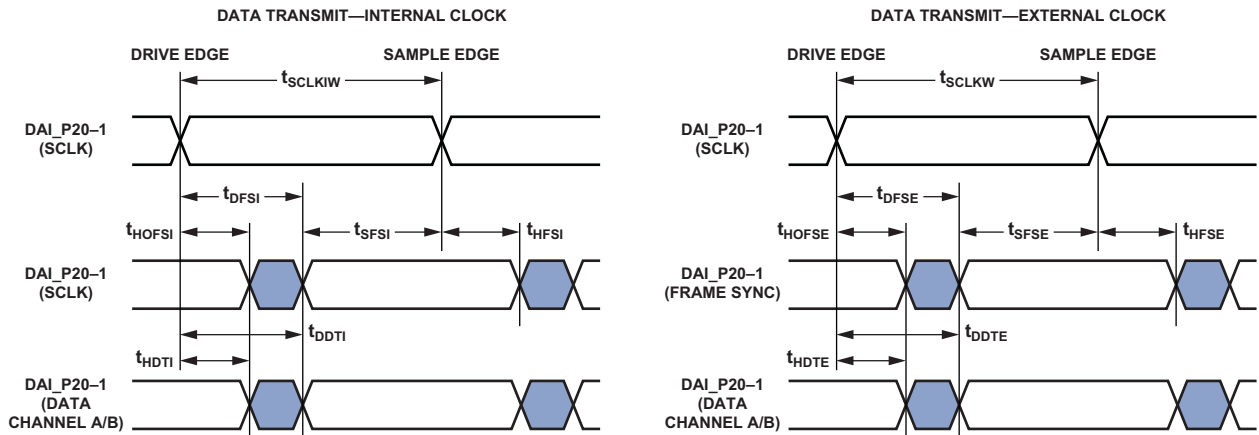 DATA TRANSMIT—INTERNAL CLOCK
DRIVE EDGE
SAMPLE EDGE
tSCLKIW
DAI_P20–1
(SCLK)
tDFSI
tHOFSI
tSFSI
tHFSI
DAI_P20–1
(SCLK)
tDDTI
tHDTI
DAI_P20–1
(DATA
CHANNEL A/B)
DATA TRANSMIT—EXTERNAL CLOCK
DRIVE EDGE
SAMPLE EDGE
tSCLKW
DAI_P20–1
(SCLK)
tDFSE
tHOFSE
tSFSE
tHFSE
DAI_P20–1
(FRAME SYNC)
tDDTE
tHDTE
DAI_P20–1
(DATA
CHANNEL A/B)